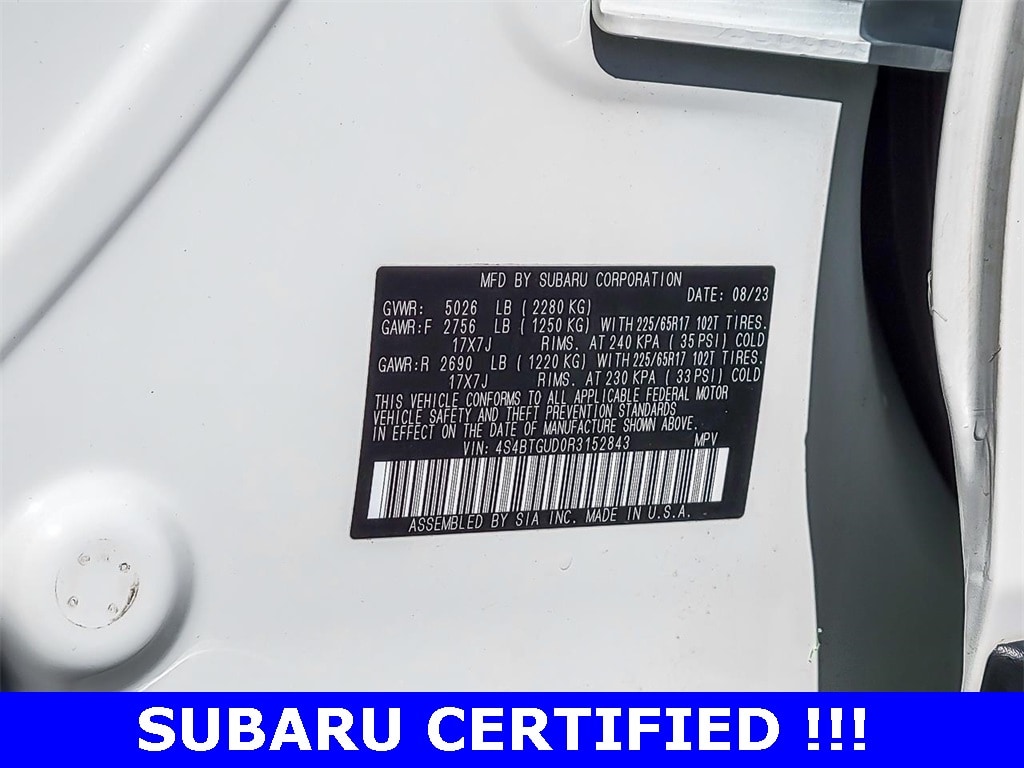 MFD BY SUBARU CORPORATION
DATE: 08/23
GVWR: 5026 LB ( 2280 KG)
GAWR:F 2756 LB ( 1250 KG) WITH 225/65R17 102T TIRES.
17X7J RIMS. AT 240 KPA ( 35 PSI) COLD
GAWR:R 2690 LB ( 1220 KG) WITH 225/65R17 102T TIRES.
17X7J RIMS. AT 230 KPA ( 33 PSI) COLD
THIS VEHICLE CONFORMS TO ALL APPLICABLE FEDERAL MOTOR
VEHICLE SAFETY AND THEFT PREVENTION STANDARDS
IN EFFECT ON THE DATE OF MANUFACTURE SHOWN ABOVE.
VIN: 4S4BTGUD0R3152843 MPV
ASSEMBLED BY SIA INC. MADE IN U.S.A.
SUBARU CERTIFIED !!!